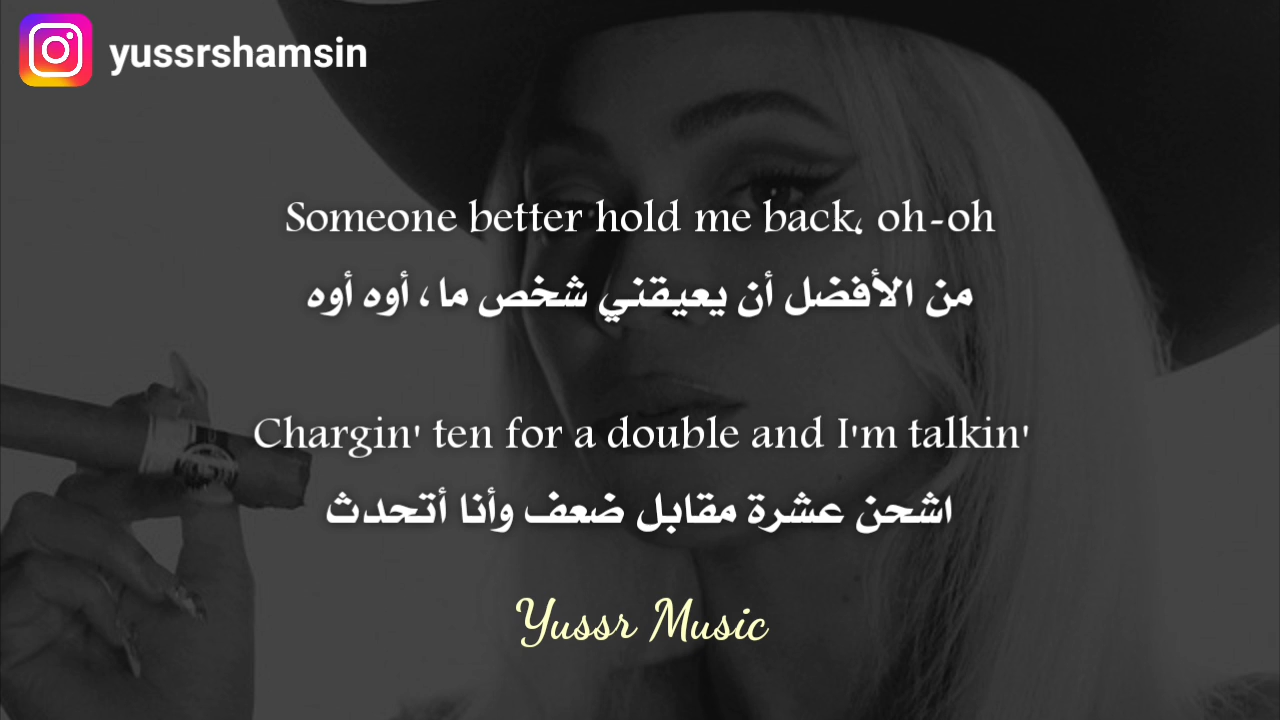 yussrshamsin
Someone better hold me back، oh-oh
من الأفضل أن يعيقني شخص ما، أوه أوه
Chargin' ten for a double and I'm talkin'
اشحن عشرة مقابل ضعف وأنا أتحدث
Yussr Music